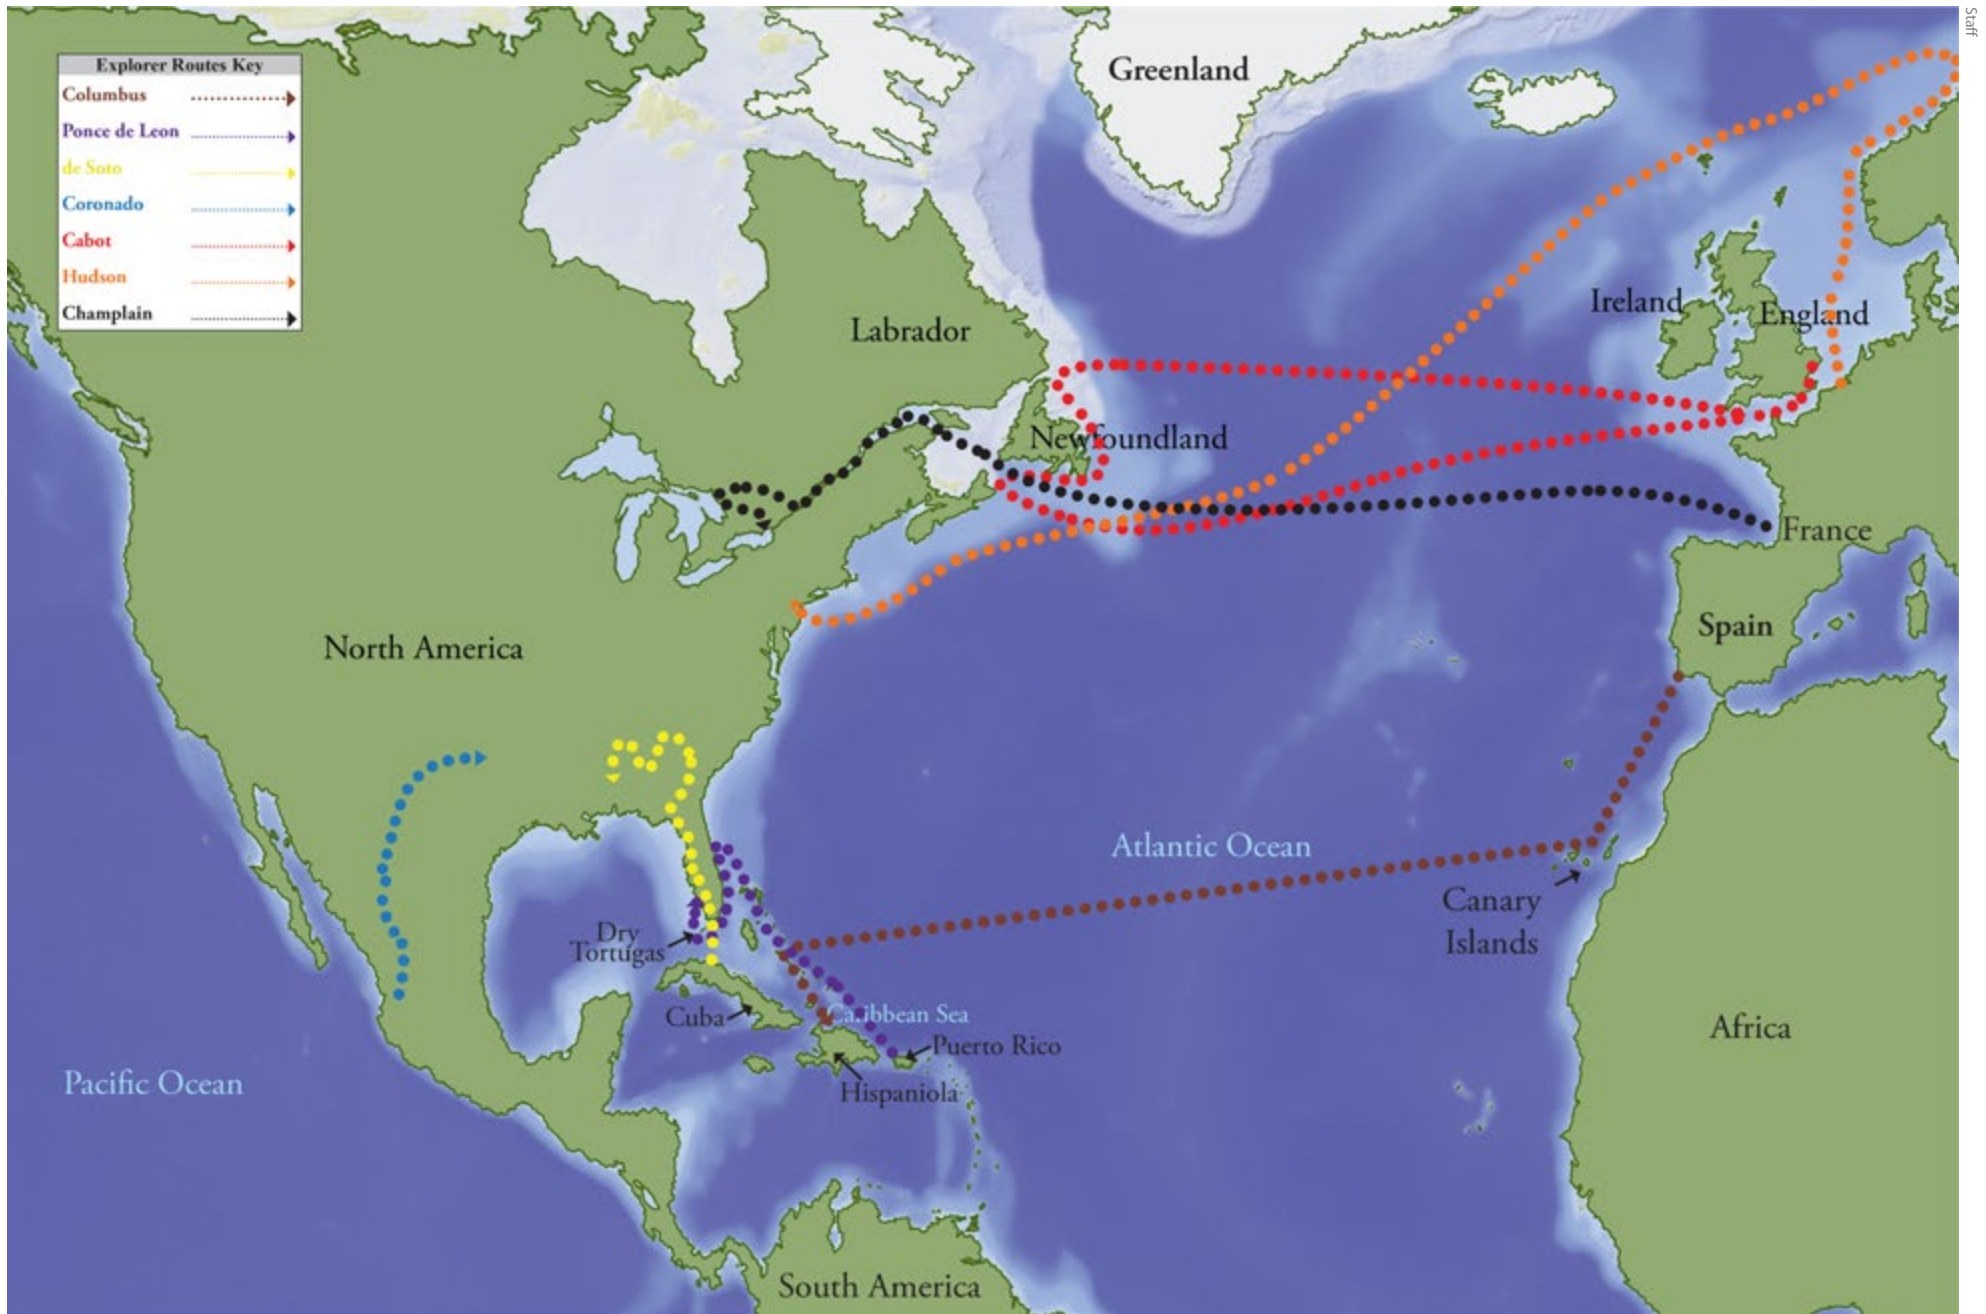 Staff
Explorer Routes Key
Columbus
Ponce de Leon
de Soto
Coronado
Cabot
Hudson
Champlain
Greenland
Ireland
England
Labrador
Newfoundland
France
Spain
North America
Atlantic Ocean
Canary
Islands
Dry
Tortugas
Cuba
Caribbean Sea
Puerto Rico
Hispaniola
Africa
Pacific Ocean
South America